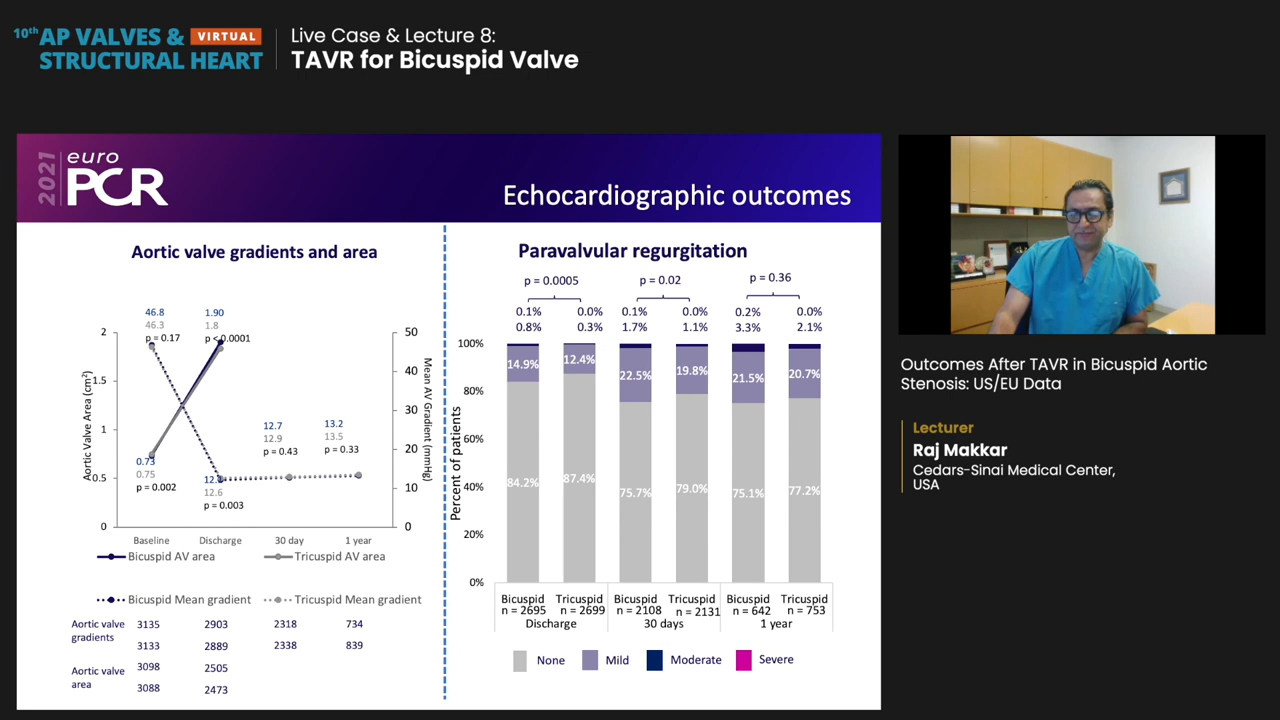 10th AP VALVES & VIRTUAL
STRUCTURAL HEART
Live Case & Lecture 8:
TAVR for Bicuspid Valve
2021 euro
PCR
Echocardiographic outcomes
Aortic valve gradients and area
46.8
46.3
p = 0.17
1.90
1.8
p < 0.0001
2
1.5
1
0.5
0
Aortic Valve Area (cm²)
50
40
30
20
10
0
Mean AV Gradient (mmHg)
0.73
0.75
p = 0.002
12.6
p = 0.003
12.7
12.9
p = 0.43
13.2
13.5
p = 0.33
Baseline Discharge 30 day 1 year
Bicuspid AV area Tricuspid AV area
Bicuspid Mean gradient Tricuspid Mean gradient
Aortic valve gradients 3135 2903 2318 734
3133 2889 2338 839
Aortic valve area 3098 2505
3088 2473
Paravalvular regurgitation
p = 0.0005 p = 0.02 p = 0.36
0.1% 0.0% 0.1% 0.0% 0.2% 0.0%
0.8% 0.3% 1.7% 1.1% 3.3% 2.1%
100%
80%
60%
40%
20%
0%
Percent of patients
14.9% 12.4% 22.5% 19.8% 21.5% 20.7%
84.2% 87.4% 75.7% 79.0% 75.1% 77.2%
Bicuspid Tricuspid Bicuspid Tricuspid Bicuspid Tricuspid
n = 2695 n = 2699 n = 2108 n = 2131 n = 642 n = 753
Discharge 30 days 1 year
None Mild Moderate Severe
Outcomes After TAVR in Bicuspid Aortic
Stenosis: US/EU Data
Lecturer
Raj Makkar
Cedars-Sinai Medical Center,
USA